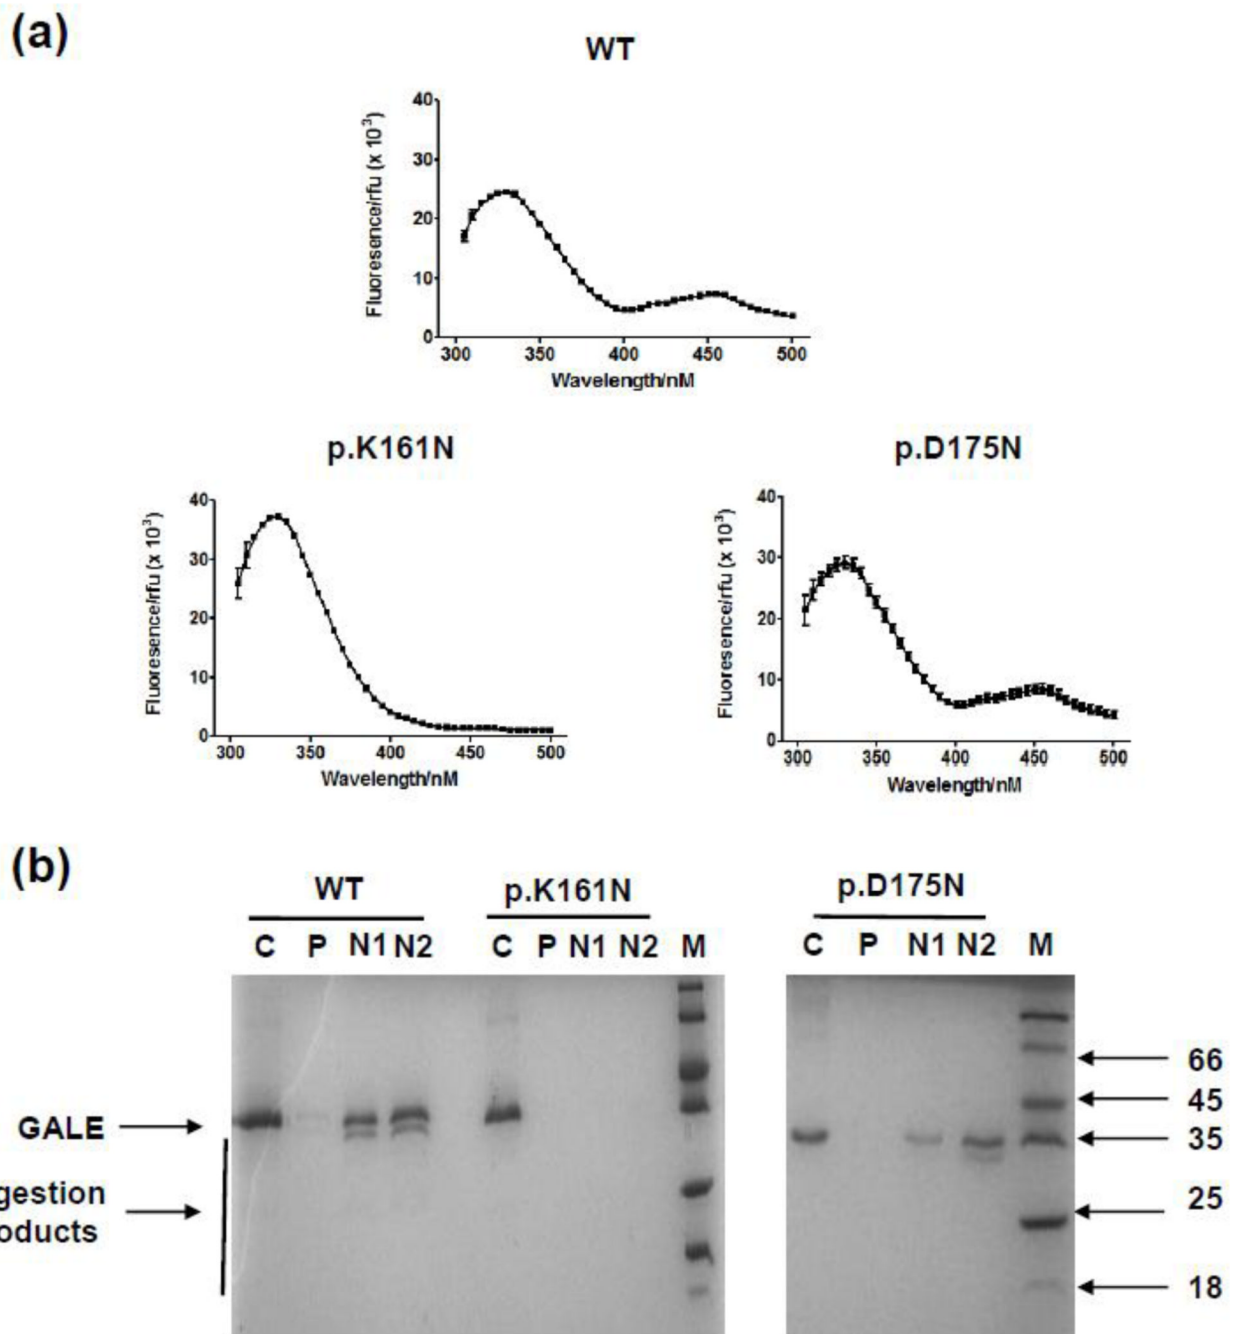 (a)
WT
Fluoresence/rfu (x 10³)
40
30
20
10
0
300 350 400 450 500
Wavelength/nM
p.K161N
Fluoresence/rfu (x 10³)
40
30
20
10
0
300 350 400 450 500
Wavelength/nM
p.D175N
Fluoresence/rfu (x 10³)
40
30
20
10
0
300 350 400 450 500
Wavelength/nM
(b)
WT
p.K161N
p.D175N
C P N1 N2 C P N1 N2 M
C P N1 N2 M
GALE
gestion
oducts
66
45
35
25
18